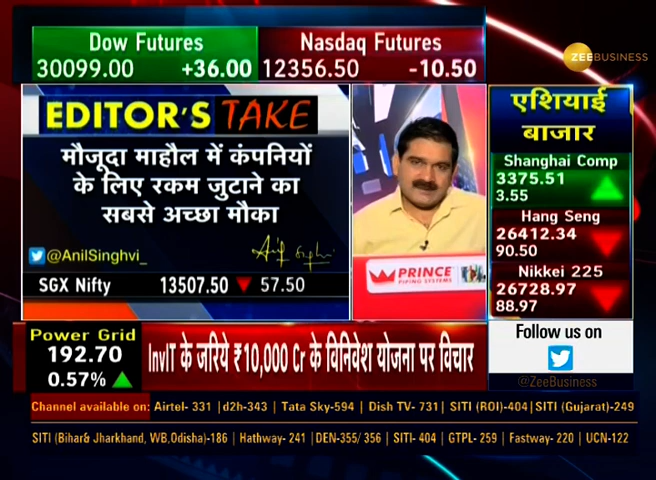 Dow Futures
30099.00 +36.00
Nasdaq Futures
12356.50 -10.50
ZEEBUSINESS
EDITOR'S TAKE
मौजूदा माहौल में कंपनियों
के लिए रकम जुटाने का
सबसे अच्छा मौका
@AnilSinghvi_
SGX Nifty 13507.50 57.50
PRINCE
PIPING SYSTEMS
एशियाई
बाजार
Shanghai Comp
3375.51
3.55
Hang Seng
26412.34
90.50
Nikkei 225
26728.97
88.97
Power Grid
192.70
0.57%
InvIT के जरिये ₹10,000 Cr के विनिवेश योजना पर विचार
Follow us on
@ZeeBusiness
Channel available on: Airtel- 331 |d2h-343 | Tata Sky-594 | Dish TV- 731| SITI (ROI)-404|SITI (Gujarat)-249
SITI (Bihar& Jharkhand, WB,Odisha)-186 | Hathway- 241 |DEN-355/ 356 | SITI- 404 | GTPL- 259 | Fastway- 220 | UCN-122